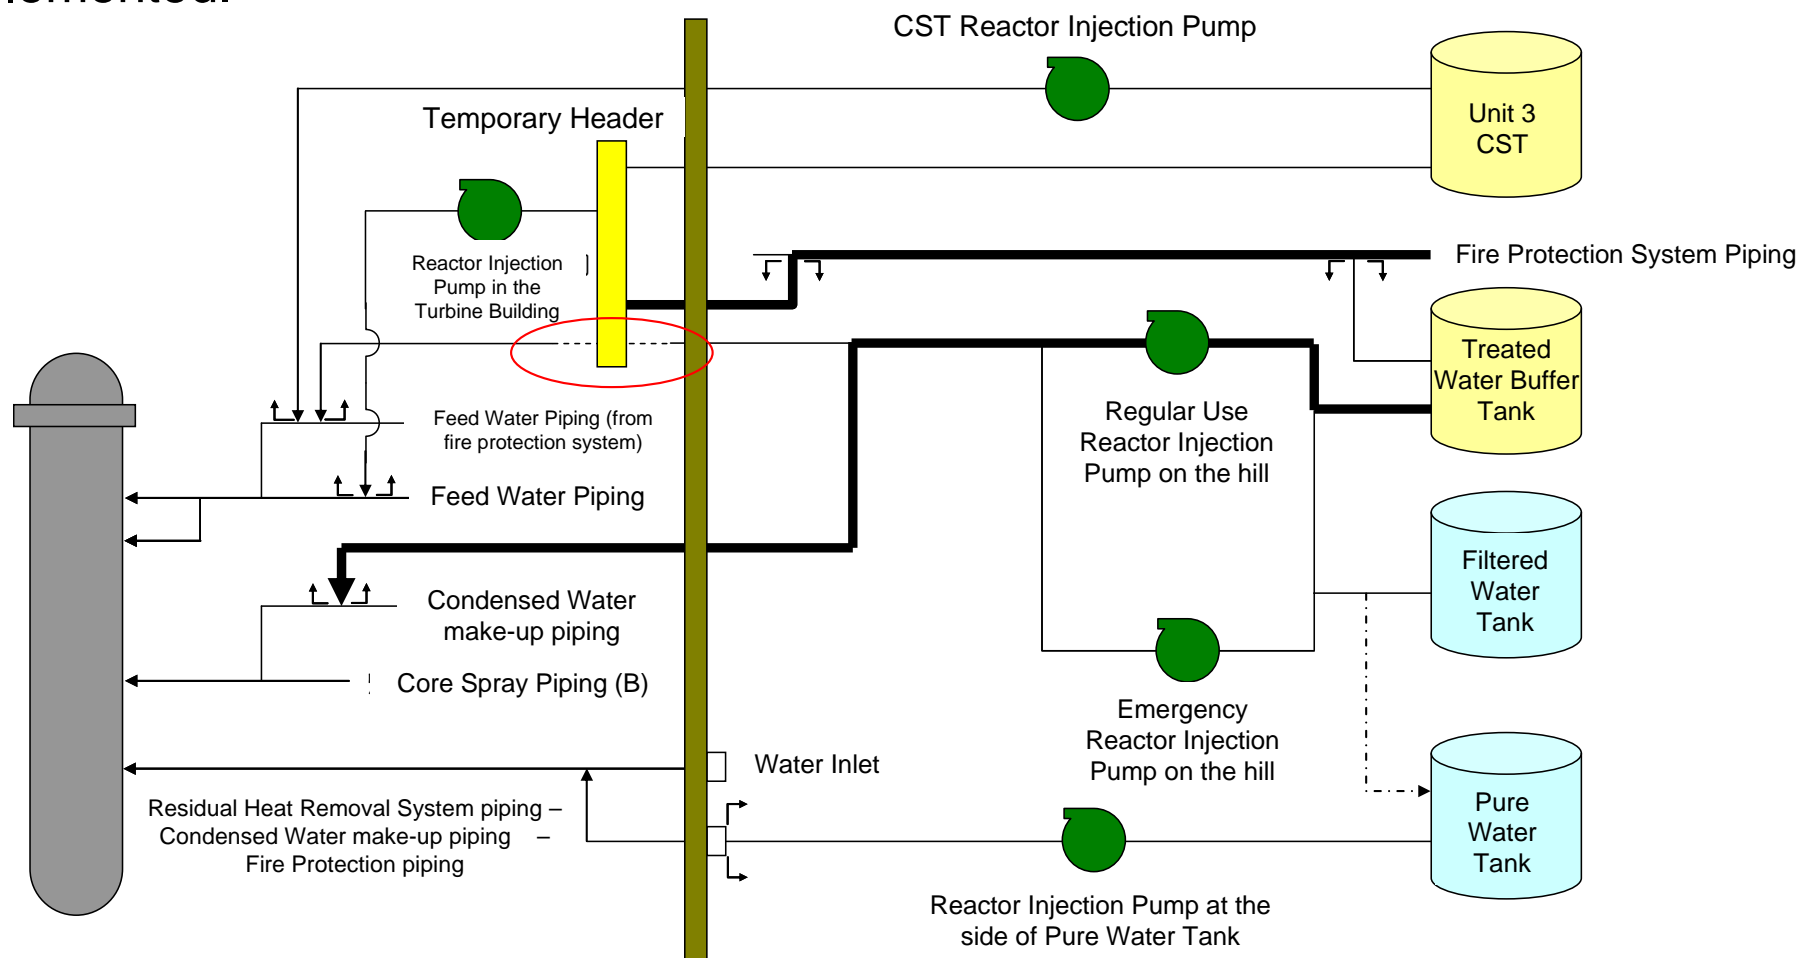 CST Reactor Injection Pump
Unit 3
CST
Temporary Header
Reactor Injection
Pump in the
Turbine Building
Fire Protection System Piping
Treated
Water Buffer
Tank
Regular Use
Reactor Injection
Pump on the hill
Feed Water Piping (from
fire protection system)
Feed Water Piping
Filtered
Water
Tank
Condensed Water
make-up piping
Core Spray Piping (B)
Emergency
Reactor Injection
Pump on the hill
Water Inlet
Residual Heat Removal System piping –
Condensed Water make-up piping –
Fire Protection piping
Pure
Water
Tank
Reactor Injection Pump at the
side of Pure Water Tank